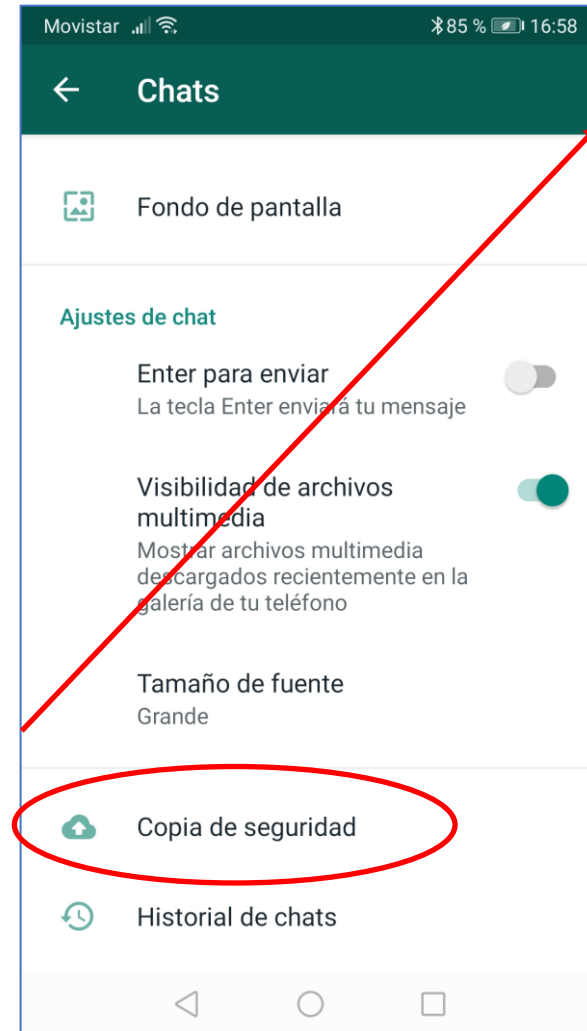 Movistar 85 % 16:58
Chats
Fondo de pantalla
Ajustes de chat
Enter para enviar
La tecla Enter enviará tu mensaje
Visibilidad de archivos
multimedia
Mostrar archivos multimedia
descargados recientemente en la
galería de tu teléfono
Tamaño de fuente
Grande
Copia de seguridad
Historial de chats